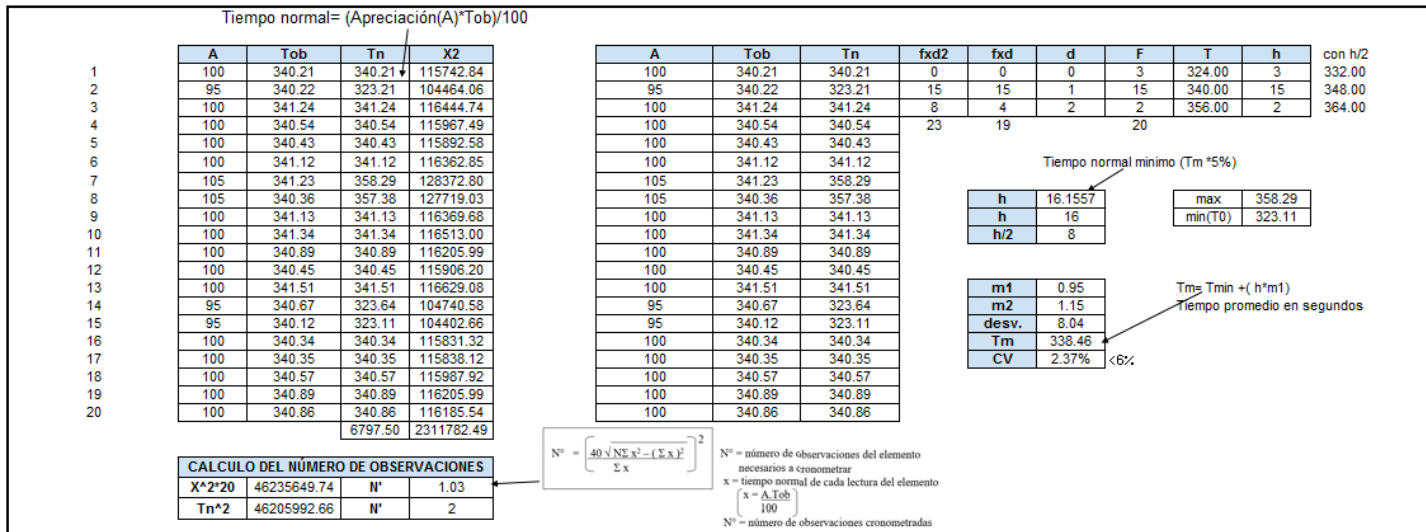 Tiempo normal= (Apreciación(A)*Tob)/100
A Tob Tn X2 A Tob Tn fxd2 fxd d F T h con h/2
1 100 340.21 340.21 115742.84 100 340.21 340.21 0 0 0 3 324.00 3 332.00
2 95 340.22 323.21 104464.06 95 340.22 323.21 15 15 1 15 340.00 15 348.00
3 100 341.24 341.24 116444.74 100 341.24 341.24 8 4 2 2 356.00 2 364.00
4 100 340.54 340.54 115967.49 100 340.54 340.54 23 19 20
5 100 340.43 340.43 115892.58 100 340.43 340.43
6 100 341.12 341.12 116362.85 100 341.12 341.12 Tiempo normal minimo (Tm *5%)
7 105 341.23 358.29 128372.80 105 341.23 358.29
8 105 340.36 357.38 127719.03 105 340.36 357.38 h 16.1557 max 358.29
9 100 341.13 341.13 116369.68 100 341.13 341.13 h 16 min(T0) 323.11
10 100 341.34 341.34 116513.00 100 341.34 341.34 h/2 8
11 100 340.89 340.89 116205.99 100 340.89 340.89
12 100 340.45 340.45 115906.20 100 340.45 340.45
13 100 341.51 341.51 116629.08 100 341.51 341.51 m1 0.95 Tm= Tmin +( h*m1)
14 95 340.67 323.64 104740.58 95 340.67 323.64 m2 1.15 Tiempo promedio en segundos
15 95 340.12 323.11 104402.66 95 340.12 323.11 desv. 8.04
16 100 340.34 340.34 115831.32 100 340.34 340.34 Tm 338.46
17 100 340.35 340.35 115838.12 100 340.35 340.35 CV 2.37% <6%
18 100 340.57 340.57 115987.92 100 340.57 340.57
19 100 340.89 340.89 116205.99 100 340.89 340.89
20 100 340.86 340.86 116185.54 100 340.86 340.86
6797.50 2311782.49
CALCULO DEL NÚMERO DE OBSERVACIONES
X^2*20 46235649.74 N' 1.03
Tn^2 46205992.66 N' 2
N° = [ 40 √ NΣ x² – ( Σ x )² / Σ x ] ²
N° = número de observaciones del elemento
necesarios a cronometrar
x = tiempo normal de cada lectura del elemento
( x = A.Tob / 100 )
N° = número de observaciones cronometradas